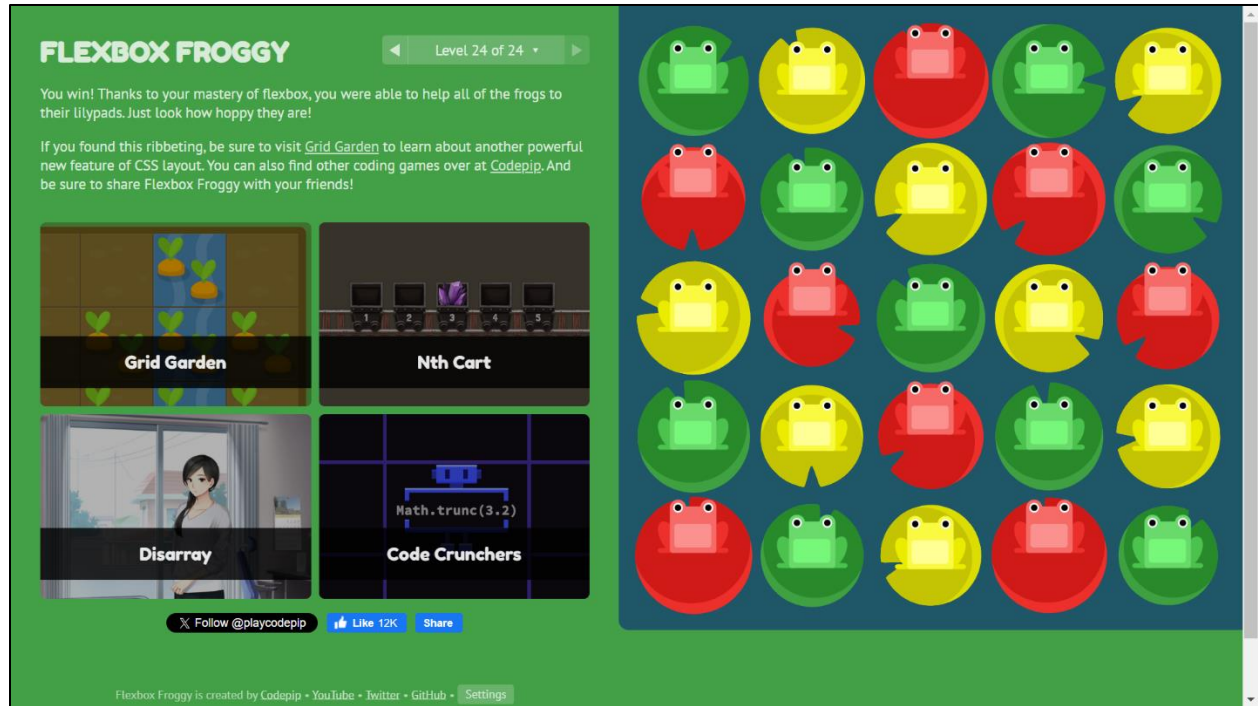 FLEXBOX FROGGY
◀ Level 24 of 24 ▾ ▶
You win! Thanks to your mastery of flexbox, you were able to help all of the frogs to
their lilypads. Just look how hoppy they are!
If you found this ribbeting, be sure to visit Grid Garden to learn about another powerful
new feature of CSS layout. You can also find other coding games over at Codepip. And
be sure to share Flexbox Froggy with your friends!
1 2 3 4 5
Grid Garden
Nth Cart
Math.trunc(3.2)
Disarray
Code Crunchers
X Follow @playcodepip Like 12K Share
Flexbox Froggy is created by Codepip • YouTube • Twitter • GitHub • Settings